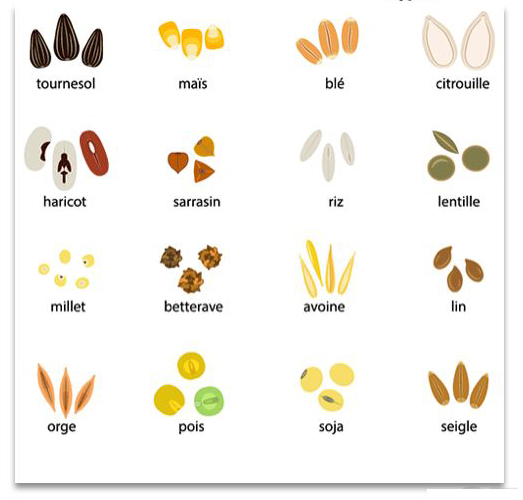 tournesol maïs blé citrouille
haricot sarrasin riz lentille
millet betterave avoine lin
orge pois soja seigle